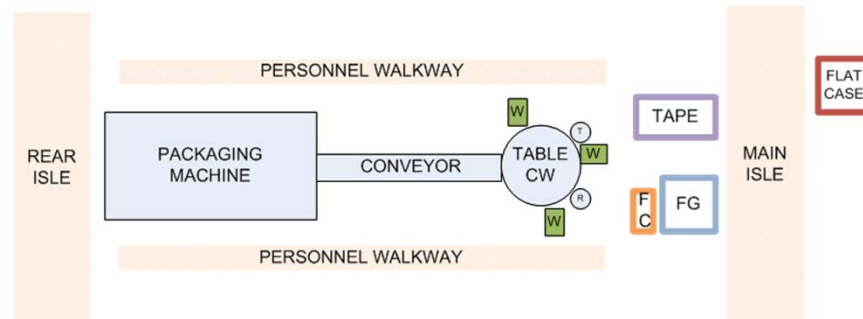 PERSONNEL WALKWAY
FLAT
CASE
W
TAPE
T
REAR
ISLE
PACKAGING
MACHINE
CONVEYOR
TABLE
CW
W
MAIN
ISLE
R
F
C
FG
W
PERSONNEL WALKWAY